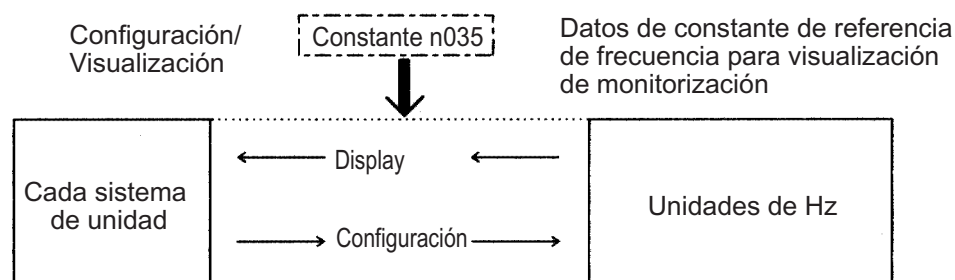 Configuración/
Visualización
Constante n035
Datos de constante de referencia
de frecuencia para visualización
de monitorización
Display
Cada sistema
de unidad
Unidades de Hz
Configuración